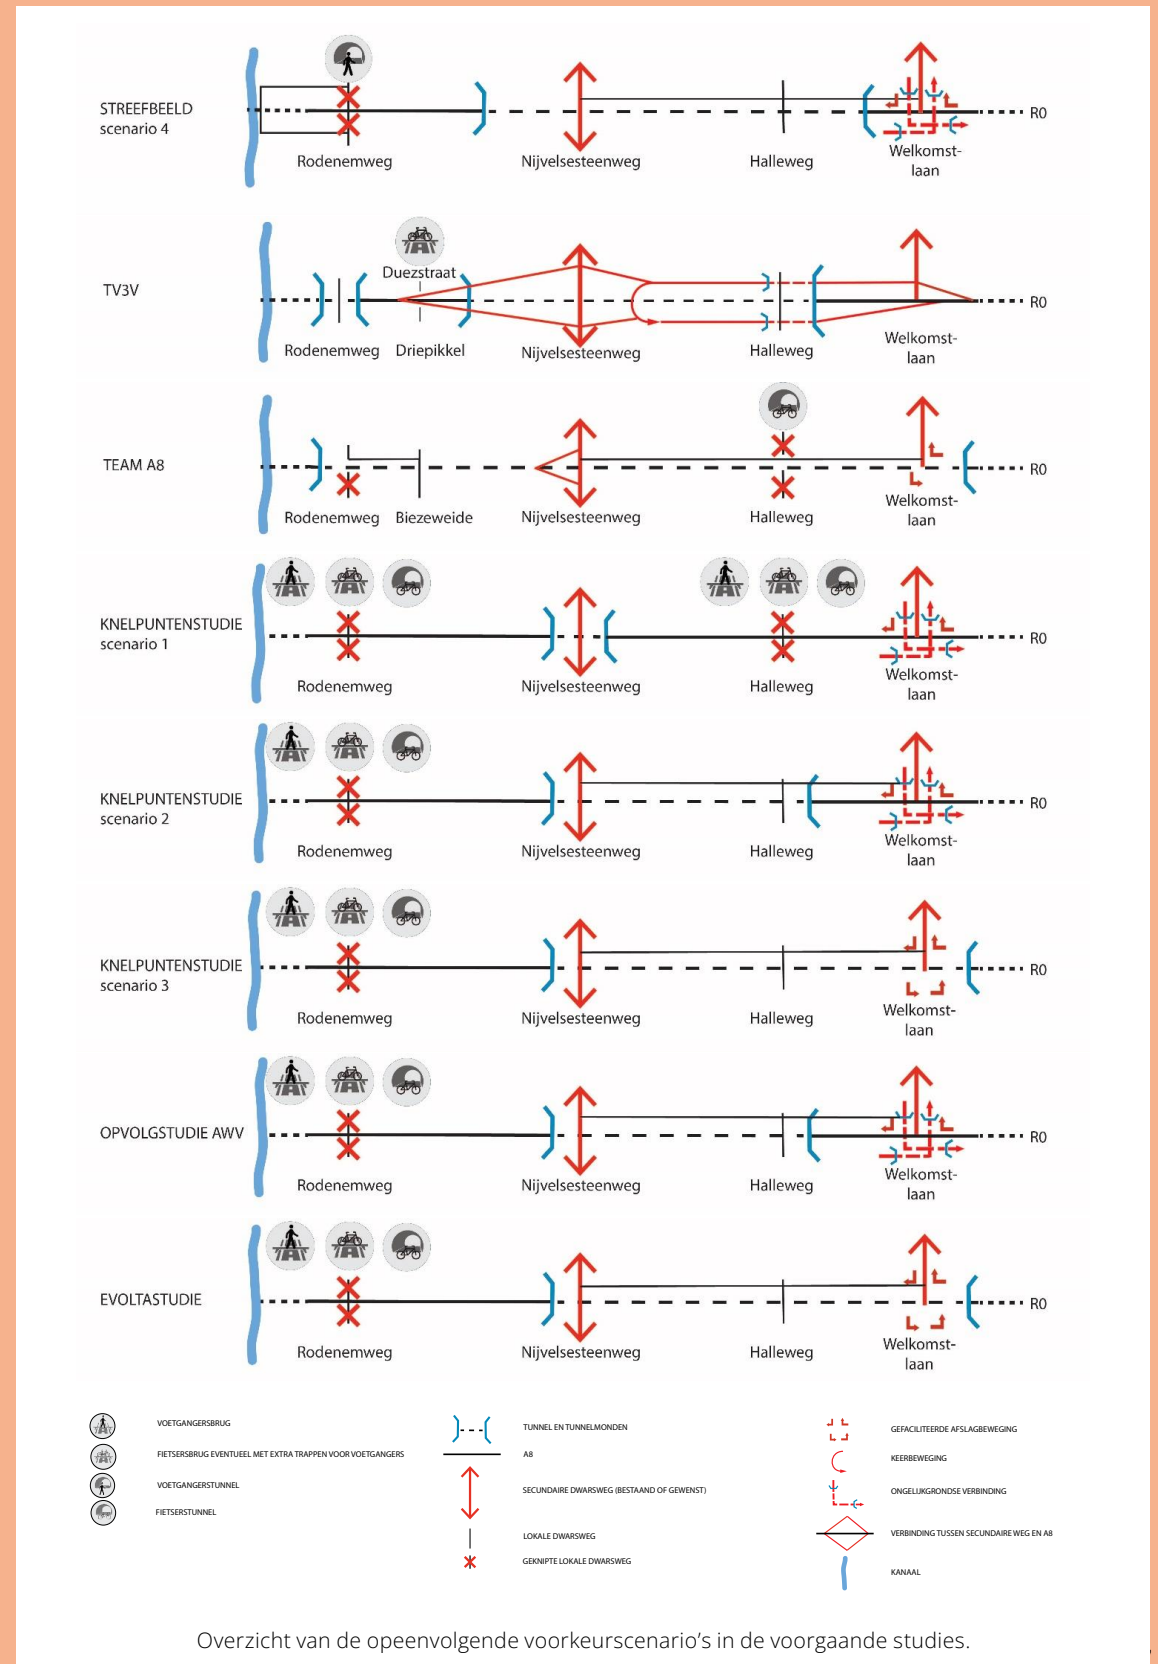 STREEFBEELD
scenario 4
R0
Rodenemweg
Nijvelsesteenweg
Halleweg
Welkomst-
laan
Duezstraat
TV3V
R0
Rodenemweg
Driepikkel
Nijvelsesteenweg
Halleweg
Welkomst-
laan
TEAM A8
R0
Rodenemweg
Biezeweide
Nijvelsesteenweg
Halleweg
Welkomst-
laan
KNELPUNTENSTUDIE
scenario 1
R0
Rodenemweg
Nijvelsesteenweg
Halleweg
Welkomst-
laan
KNELPUNTENSTUDIE
scenario 2
R0
Rodenemweg
Nijvelsesteenweg
Halleweg
Welkomst-
laan
KNELPUNTENSTUDIE
scenario 3
R0
Rodenemweg
Nijvelsesteenweg
Halleweg
Welkomst-
laan
OPVOLGSTUDIE AWV
R0
Rodenemweg
Nijvelsesteenweg
Halleweg
Welkomst-
laan
EVOLTASTUDIE
R0
Rodenemweg
Nijvelsesteenweg
Halleweg
Welkomst-
laan
VOETGANGERSBRUG
FIETSERSBRUG EVENTUEEL MET EXTRA TRAPPEN VOOR VOETGANGERS
VOETGANGERSTUNNEL
FIETSERSTUNNEL
TUNNEL EN TUNNELMONDEN
A8
SECUNDAIRE DWARSWEG (BESTAAND OF GEWENST)
LOKALE DWARSWEG
GEKNIPTE LOKALE DWARSWEG
GEFACILITEERDE AFSLAGBEWEGING
KEERBEWEGING
ONGELIJKGRONDSE VERBINDING
VERBINDING TUSSEN SECUNDAIRE WEG EN A8
KANAAL
Overzicht van de opeenvolgende voorkeurscenario's in de voorgaande studies.